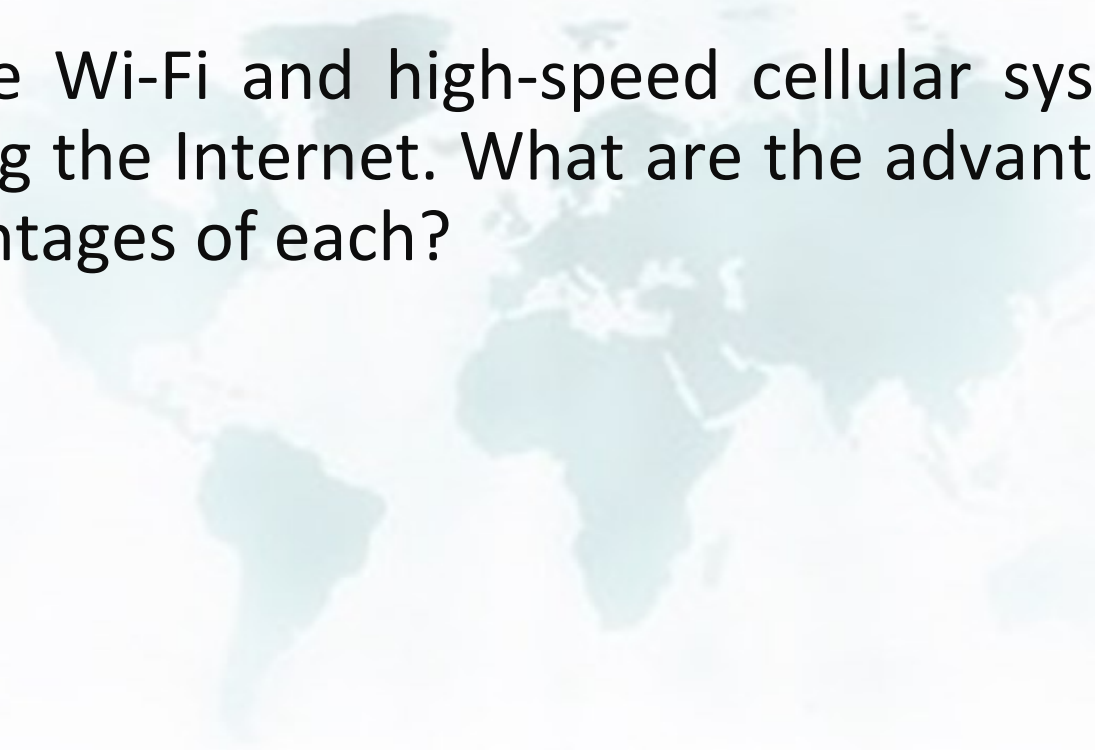 e Wi-Fi and high-speed cellular sys
g the Internet. What are the advant
ntages of each?